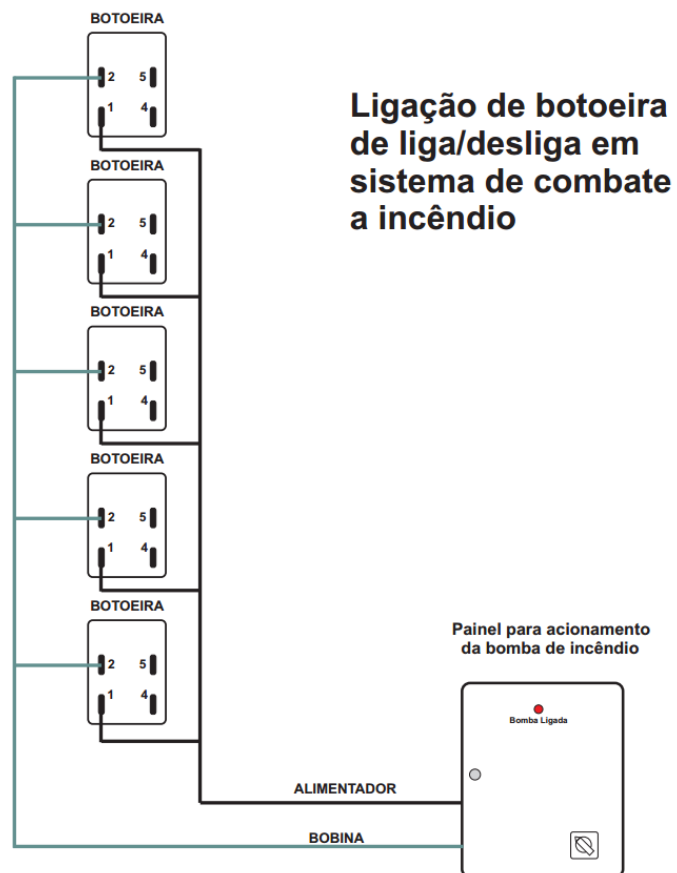 BOTOEIRA
2 5
1 4
Ligação de botoeira
de liga/desliga em
sistema de combate
a incêndio
BOTOEIRA
2 5
1 4
BOTOEIRA
2 5
1 4
BOTOEIRA
2 5
1 4
BOTOEIRA
2 5
1 4
Painel para acionamento
da bomba de incêndio
Bomba Ligada
ALIMENTADOR
BOBINA